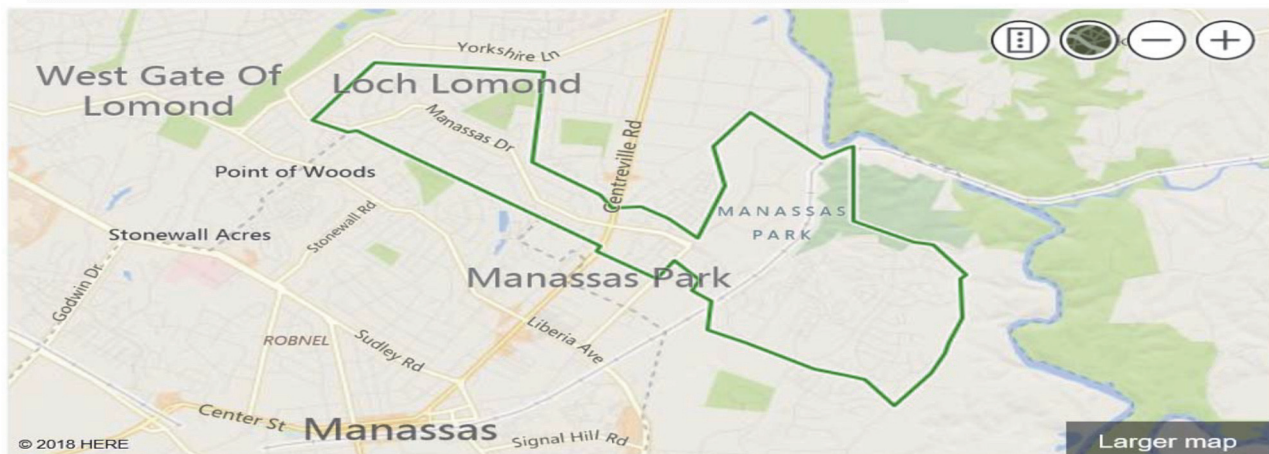 Yorkshire Ln
West Gate Of
Lomond
Loch Lomond
Manassas Dr
Centreville Rd
Point of Woods
Stonewall Rd
MANASSAS
PARK
Stonewall Acres
Godwin Dr
Manassas Park
ROBNEL
Sudley Rd
Liberia Ave
Center St
Manassas
Signal Hill Rd
© 2018 HERE
Larger map